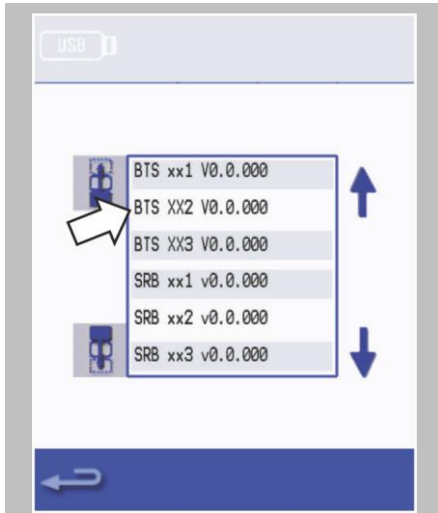 USB
BTS xx1 V0.0.000
BTS XX2 V0.0.000
BTS XX3 V0.0.000
SRB xx1 v0.0.000
SRB xx2 v0.0.000
SRB xx3 v0.0.000